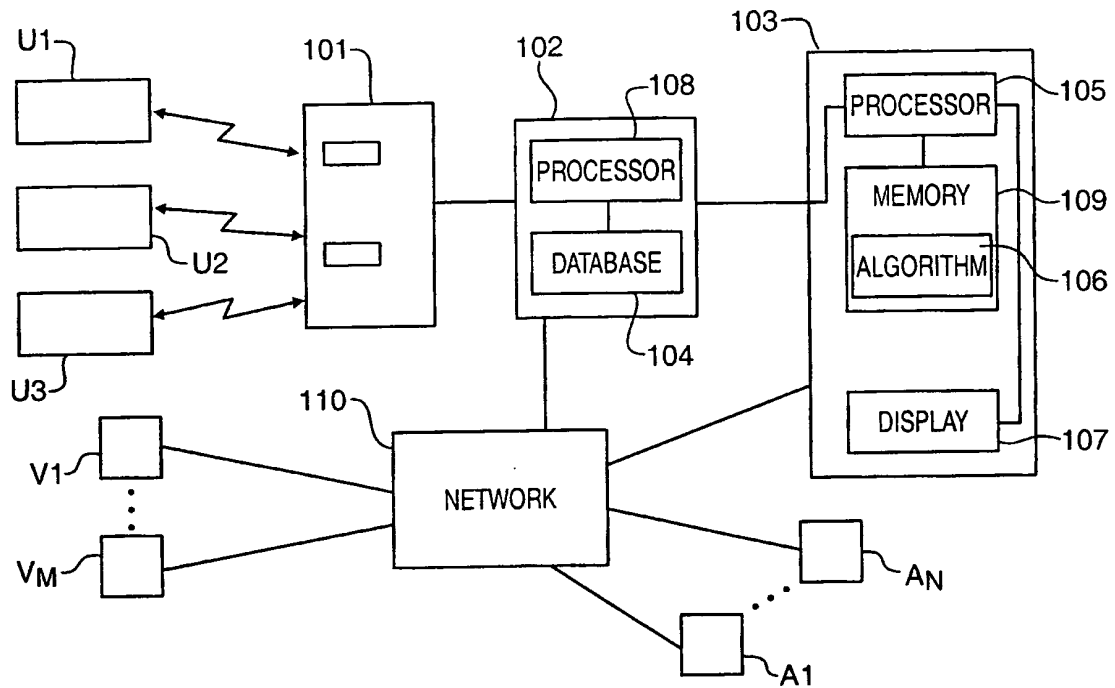 U1
101
102
108
103
105
PROCESSOR
PROCESSOR
MEMORY
109
U2
DATABASE
ALGORITHM
106
104
U3
110
DISPLAY
107
V1
NETWORK
VM
AN
A1